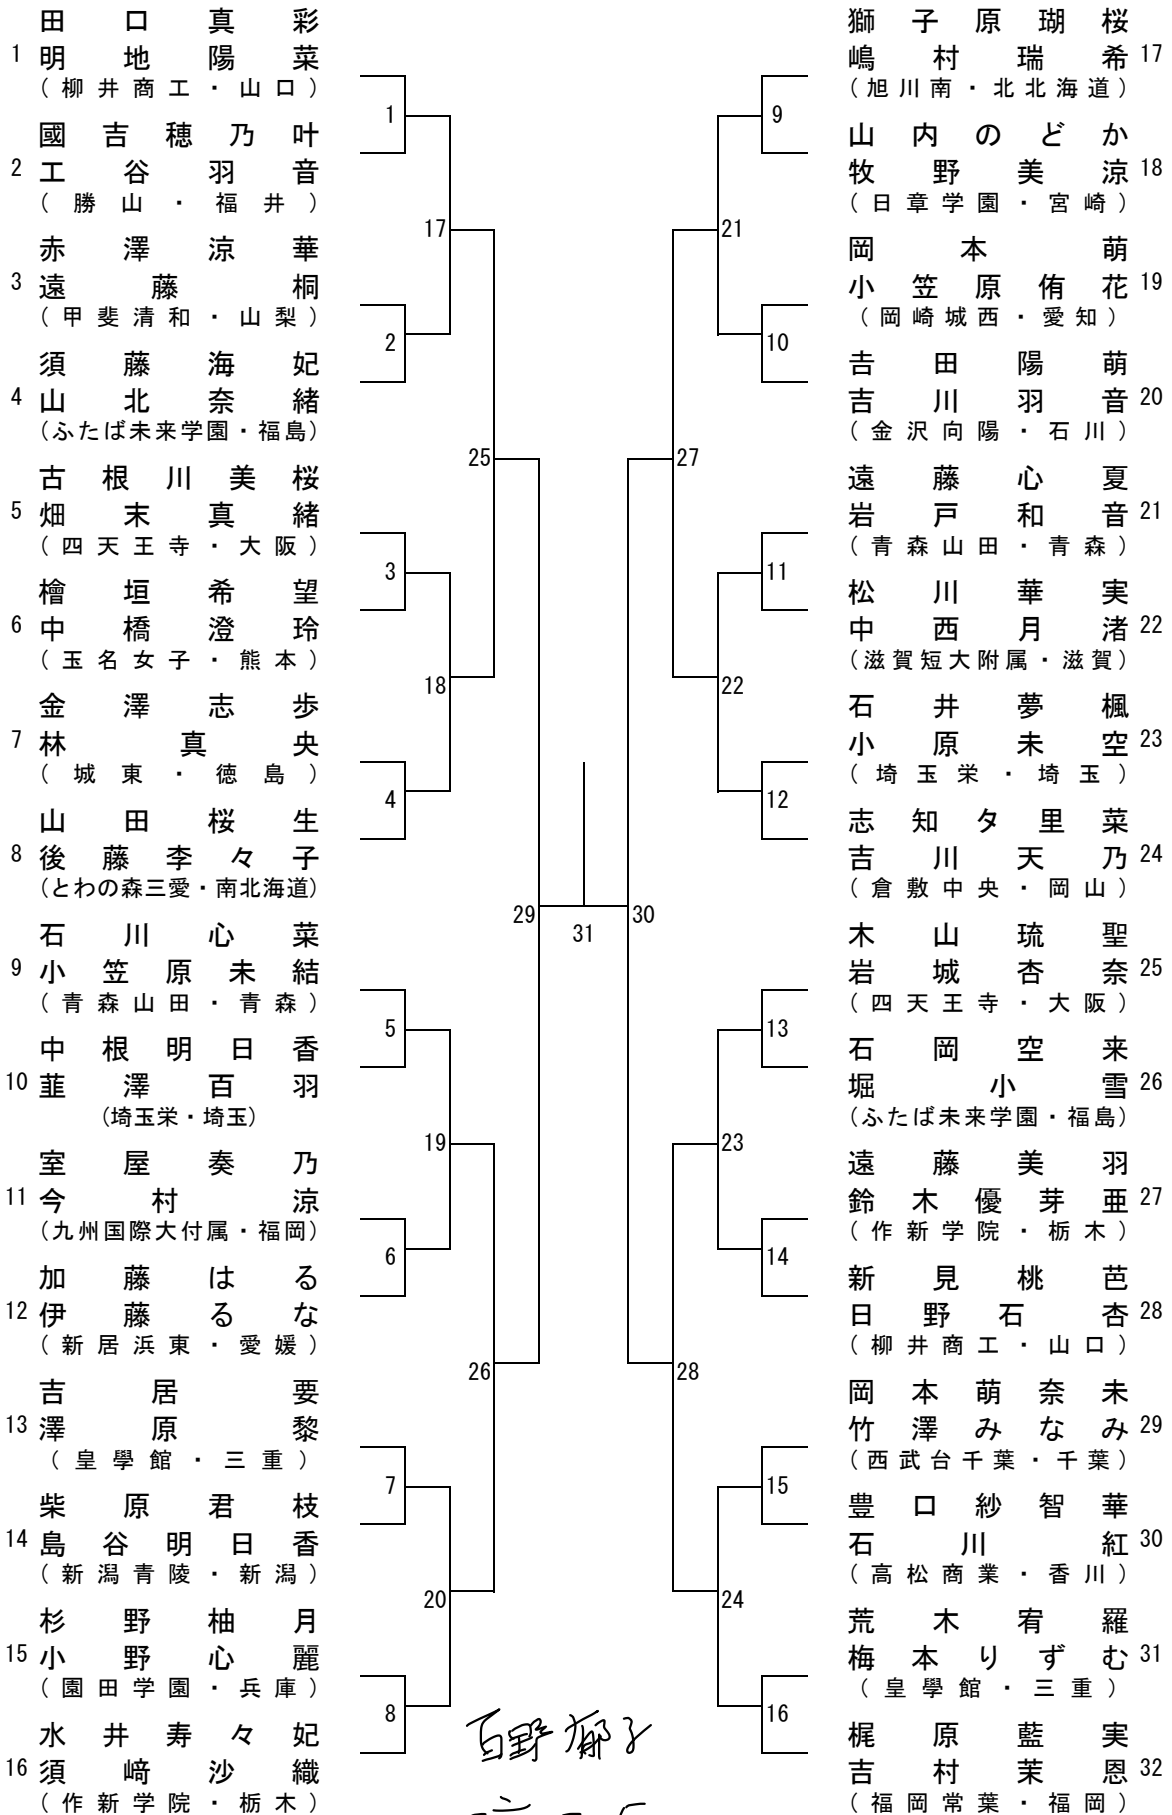 田口真彩
1 明地陽菜
(柳井商工・山口)
國吉穂乃叶
2 工谷羽音
(勝山・福井)
赤澤涼華
3 遠藤桐
(甲斐清和・山梨)
須藤海妃
4 山北奈緒
(ふたば未来学園・福島)
古根川美桜
5 畑末真緒
(四天王寺・大阪)
檜垣希望
6 中橋澄玲
(玉名女子・熊本)
金澤志歩
7 林真央
(城東・徳島)
山田桜生
8 後藤李々子
(とわの森三愛・南北海道)
石川心菜
9 小笠原未結
(青森山田・青森)
中根明日香
10 韮澤百羽
(埼玉栄・埼玉)
室屋奏乃
11 今村涼
(九州国際大付属・福岡)
加藤はる
12 伊藤るな
(新居浜東・愛媛)
吉居要
13 澤原黎
(皇學館・三重)
柴原君枝
14 島谷明日香
(新潟青陵・新潟)
杉野柚月
15 小野心麗
(園田学園・兵庫)
水井寿々妃
16 須﨑沙織
(作新学院・栃木)
1
2
3
4
5
6
7
8
17
18
19
20
25
26
29
31
30
27
28
21
22
23
24
9
10
11
12
13
14
15
16
獅子原瑚桜
嶋村瑞希 17
(旭川南・北北海道)
山内のどか
牧野美涼 18
(日章学園・宮崎)
岡本萌
小笠原侑花 19
(岡崎城西・愛知)
𠮷田陽萌
吉川羽音 20
(金沢向陽・石川)
遠藤心夏
岩戸和音 21
(青森山田・青森)
松川華実
中西月渚 22
(滋賀短大附属・滋賀)
石井夢楓
小原未空 23
(埼玉栄・埼玉)
志知タ里菜
吉川天乃 24
(倉敷中央・岡山)
木山琉聖
岩城杏奈 25
(四天王寺・大阪)
石岡空来
堀小雪 26
(ふたば未来学園・福島)
遠藤美羽
鈴木優芽亜 27
(作新学院・栃木)
新見桃芭
日野石杏 28
(柳井商工・山口)
岡本萌奈未
竹澤みなみ 29
(西武台千葉・千葉)
豊口紗智華
石川紅 30
(高松商業・香川)
荒木宥羅
梅本りずむ 31
(皇學館・三重)
梶原藍実
吉村茉恩 32
(福岡常葉・福岡)